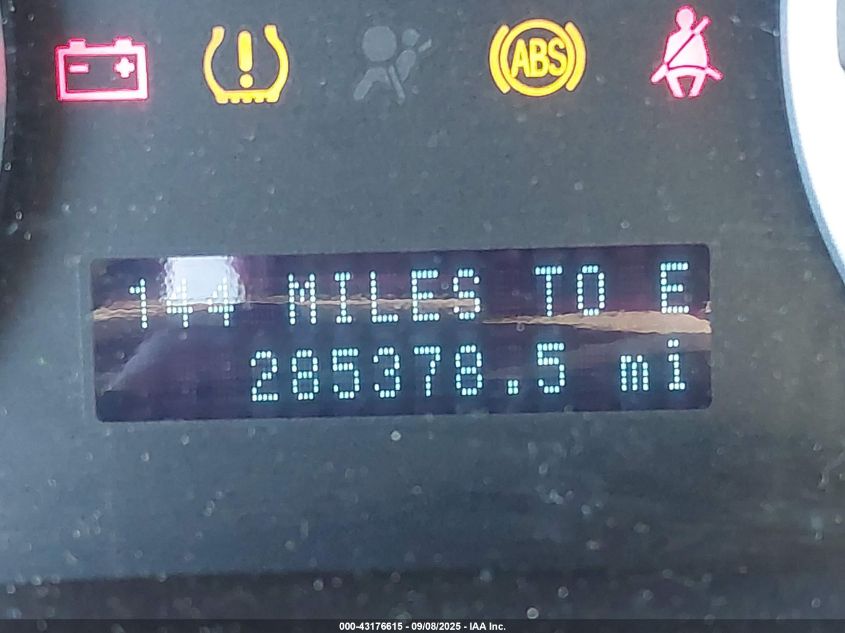 ABS
144 MILES TO E
285378.5 mi
000-43176615 - 09/08/2025 - IAA Inc.